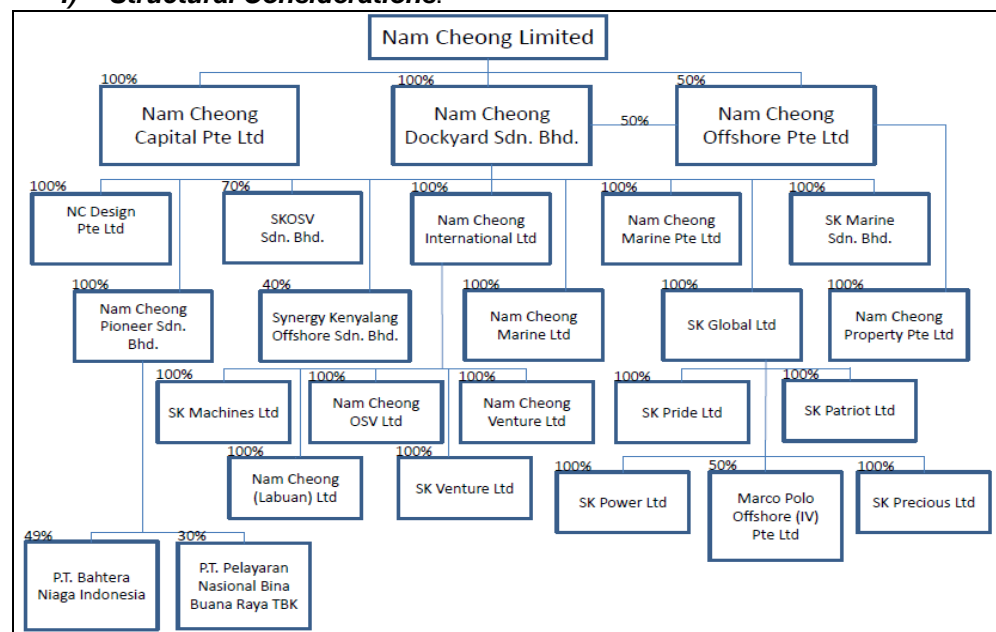 Structural Considerations.
Nam Cheong Limited
100%
100%
50%
Nam Cheong
Capital Pte Ltd
Nam Cheong
Dockyard Sdn. Bhd.
50%
Nam Cheong
Offshore Pte Ltd
100%
70%
100%
100%
100%
NC Design
Pte Ltd
SKOSV
Sdn. Bhd.
Nam Cheong
International Ltd
Nam Cheong
Marine Pte Ltd
SK Marine
Sdn. Bhd.
100%
40%
100%
100%
100%
Nam Cheong
Pioneer Sdn.
Bhd.
Synergy Kenyalang
Offshore Sdn. Bhd.
Nam Cheong
Marine Ltd
SK Global Ltd
Nam Cheong
Property Pte Ltd
100%
100%
100%
100%
100%
SK Machines Ltd
Nam Cheong
OSV Ltd
Nam Cheong
Venture Ltd
SK Pride Ltd
SK Patriot Ltd
100%
100%
100%
50%
100%
Nam Cheong
(Labuan) Ltd
SK Venture Ltd
SK Power Ltd
Marco Polo
Offshore (IV)
Pte Ltd
SK Precious Ltd
49%
30%
P.T. Bahtera
Niaga Indonesia
P.T. Pelayaran
Nasional Bina
Buana Raya TBK